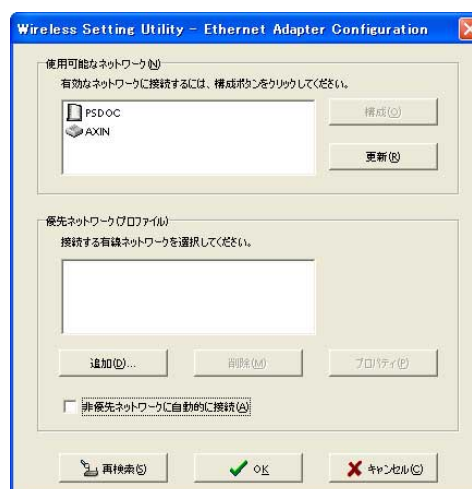 Wireless Setting Utility - Ethernet Adapter Configuration
使用可能なネットワーク(N)
有効なネットワークに接続するには、構成ボタンをクリックしてください。
PSDOC
AXIN
構成(O)
更新(R)
優先ネットワーク(プロファイル)
接続する有線ネットワークを選択してください。
追加(D)...
削除(M)
プロパティ(P)
非優先ネットワークに自動的に接続(A)
再検索(S)
OK
キャンセル(C)